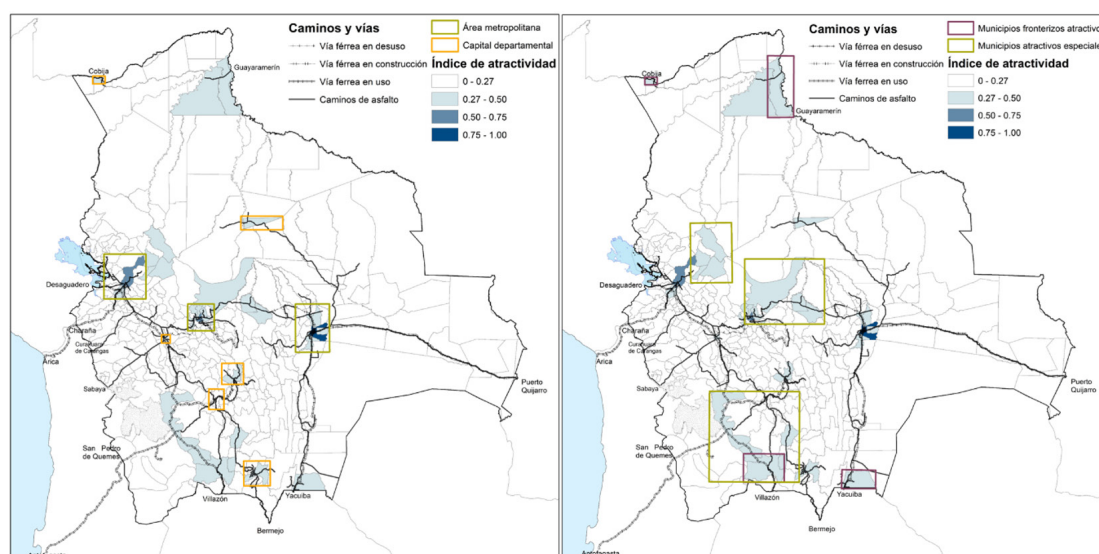 Caminos y vías
Vía férrea en desuso
Vía férrea en construcción
Vía ferrea en uso
Caminos de asfalto
Área metropolitana
Capital departamental
Índice de atractividad
0 - 0.27
0.27 - 0.50
0.50 - 0.75
0.75 - 1.00
Cobija
Guayaramerín
Desaguadero
Charaña
Curahuara
de Carangas
Arica
Sabaya
San Pedro
de Quemes
Puerto
Quijarro
Villazón
Yacuiba
Bermejo
Caminos y vías
Vía férrea en desuso
Vía férrea en construcción
Vía ferrea en uso
Caminos de asfalto
Municipios fronterizos atractivo
Municipios atractivos especiale
Índice de atractividad
0 - 0.27
0.27 - 0.50
0.50 - 0.75
0.75 - 1.00
Cobija
Guayaramerín
Desaguadero
Charaña
Curahuara
de Carangas
Arica
Sabaya
San Pedro
de Quemes
Puerto
Quijarro
Villazón
Yacuiba
Bermejo